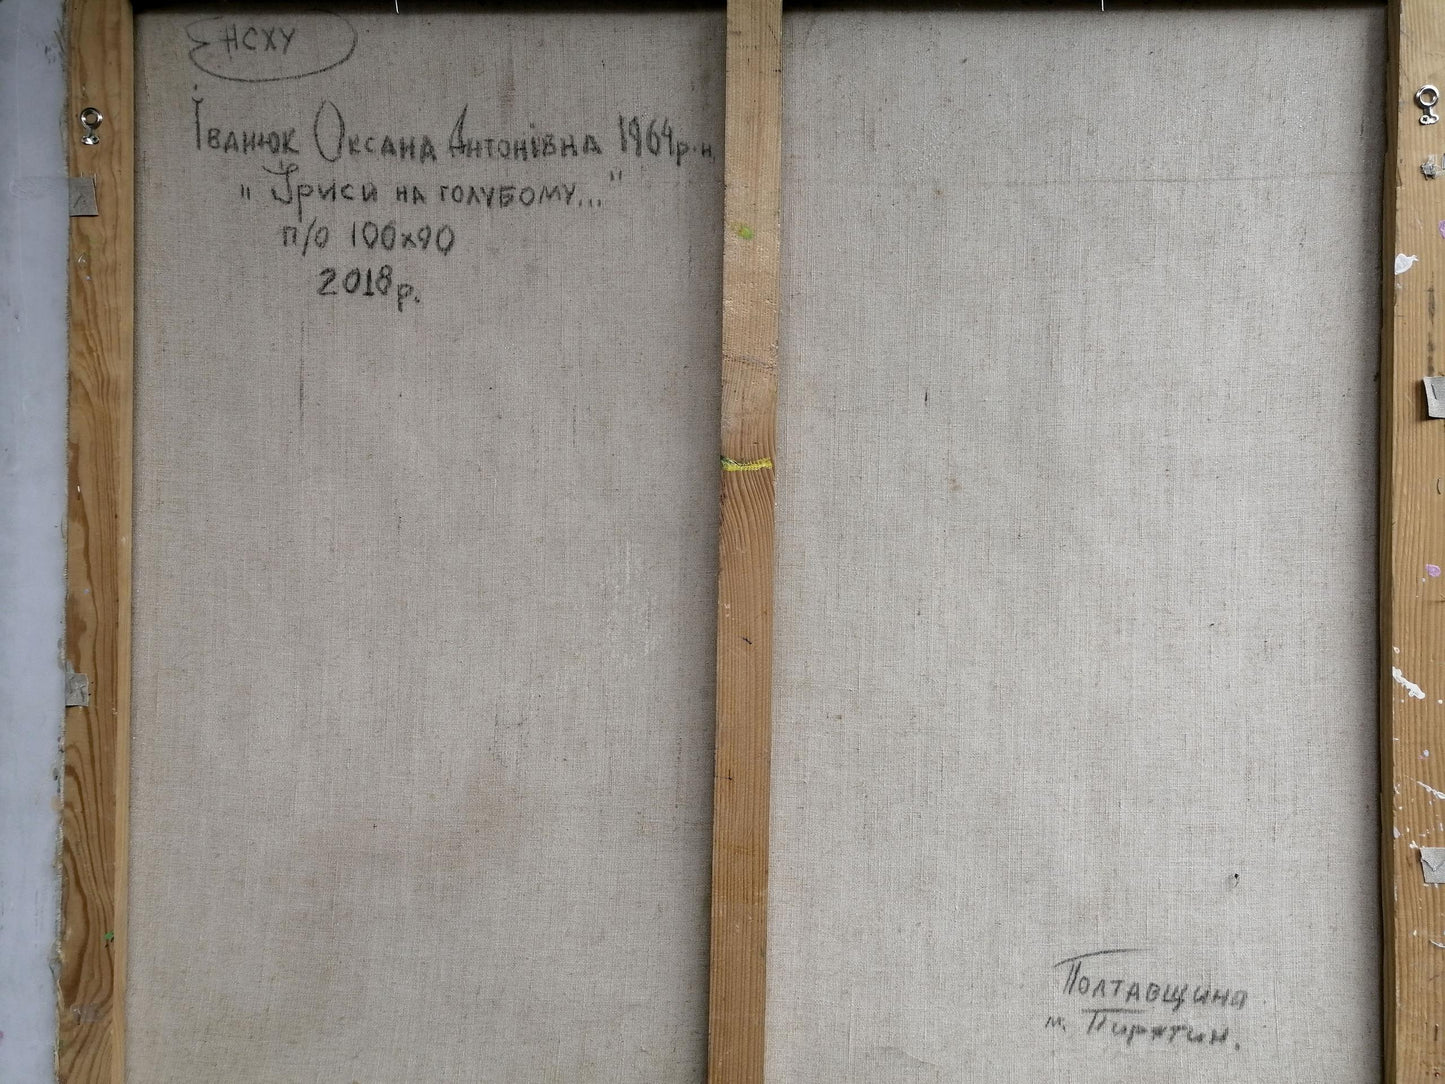 НСХУ
Іванюк Оксана Антонівна 1964р.н.
"Іриси на голубому..."
п/о 100х90
2018р.
Полтавщина
м. Пирятин.